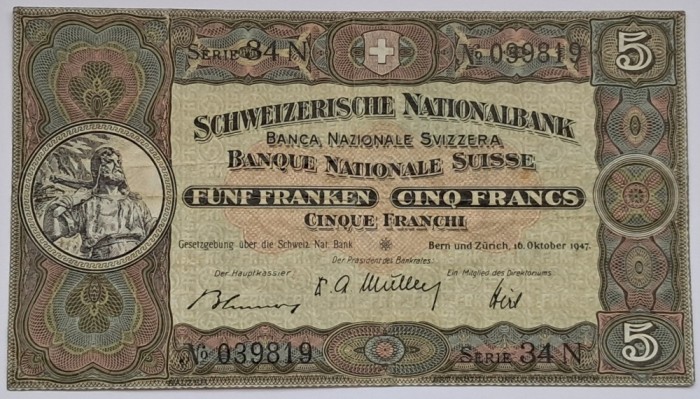 SERIE 34 N No 039819 5
SCHWEIZERISCHE NATIONALBANK
BANCA NAZIONALE SVIZZERA
BANQUE NATIONALE SUISSE
FÜNF FRANKEN CINQ FRANCS
CINQUE FRANCHI
Gesetzgebung über die Schweiz. Nat. Bank Bern und Zürich, 16. Oktober 1947.
Der Präsident des Bankrates:
Der Hauptkassier Ein Mitglied des Direktoriums
Hirs
No 039819 SERIE 34 N 5